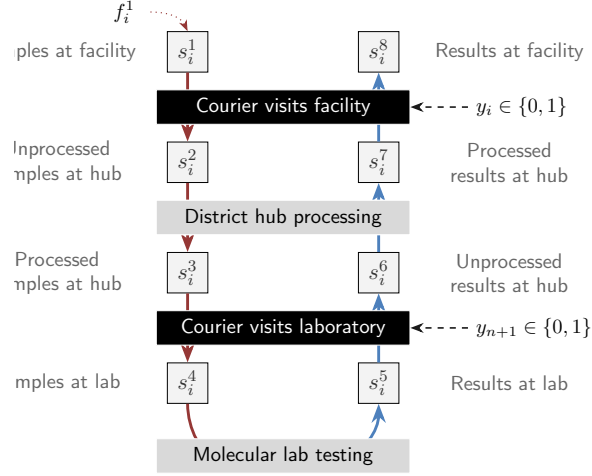 f_i^1
ples at facility
s_i^1
s_i^8
Results at facility
Courier visits facility
y_i ∈ {0, 1}
Unprocessed
mples at hub
s_i^2
s_i^7
Processed
results at hub
District hub processing
Processed
mples at hub
s_i^3
s_i^6
Unprocessed
results at hub
Courier visits laboratory
y_{n+1} ∈ {0, 1}
mples at lab
s_i^4
s_i^5
Results at lab
Molecular lab testing